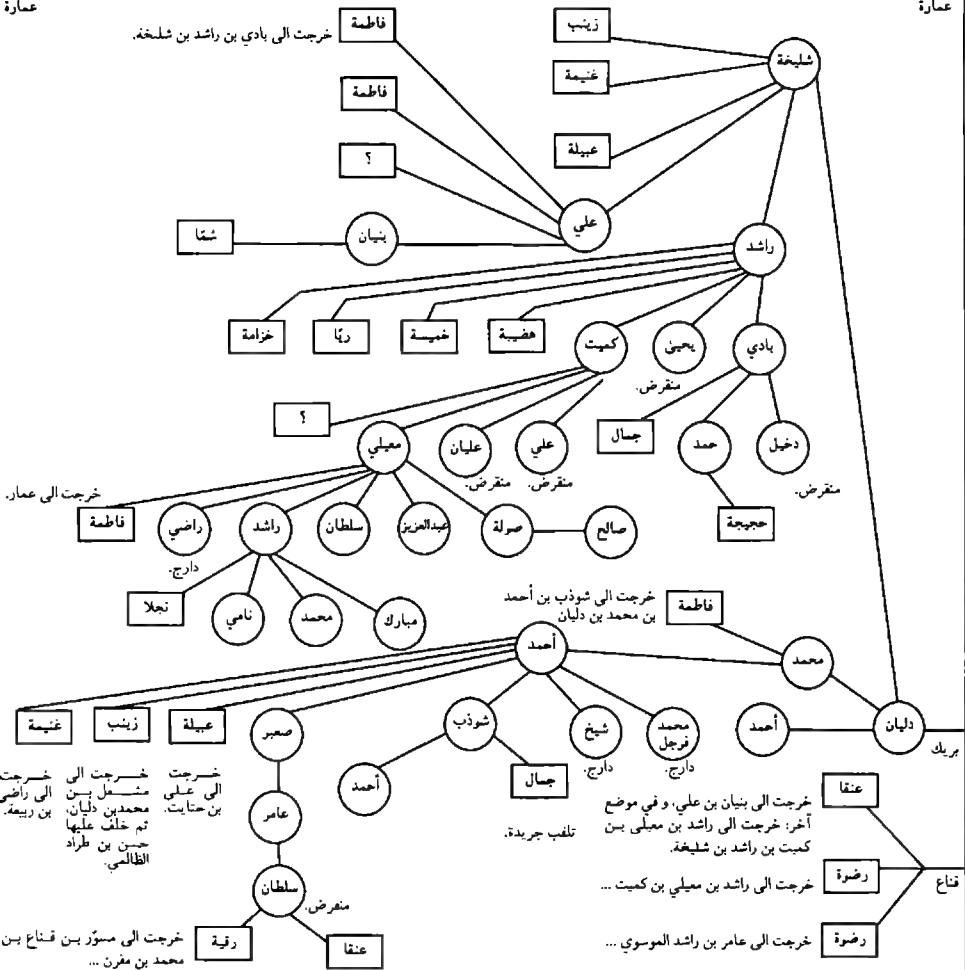 عمارة
عمارة
زينب
فاطمة
خرجت الى بادي بن راشد بن شليخة.
شليخة
غنيمة
فاطمة
عبيلة
؟
علي
بنيان
شقا
راشد
هضيبة
خميسة
ريّا
خزامة
بادي
يحيىٰ
منقرض.
كميت
؟
دخيل
منقرض.
حمد
جسال
علي
منقرض.
عليان
منقرض.
معيلي
حجيجة
صالح
صولة
عبدالعزيز
سلطان
راشد
راضي
دارج.
خرجت الى عمار.
فاطمة
مبارك
محمد
نامي
نجلا
فاطمة
خرجت الى شوذب بن أحمد
بن محمد بن دليان
أحمد
محمد
دليان
بريك
أحمد
محمد
فرجل
دارج.
شيخ
دارج.
شوذب
صعبر
عبيلة
زينب
غنيمة
خرجت
الى علي
بن حتايت.
خرجت الى
مشعل بن
محمدبن دليان،
ثم خلف عليها
حسن بن طراد
الظالمي.
خرجت
الى راضي
بن ربيعة.
جسال
تلقب جريدة.
أحمد
عامر
سلطان
منقرض.
عنقا
رقية
خرجت الى مسوّر بن قناع بن
محمد بن مقرن ...
عنقا
خرجت الى بنيان بن علي، و في موضع
آخر: خرجت الى راشد بن معيلي بن
كميت بن راشد بن شليخة.
قناع
رضوة
خرجت الى راشد بن معيلي بن كميت ...
رضوة
خرجت الى عامر بن راشد الموسوي ...